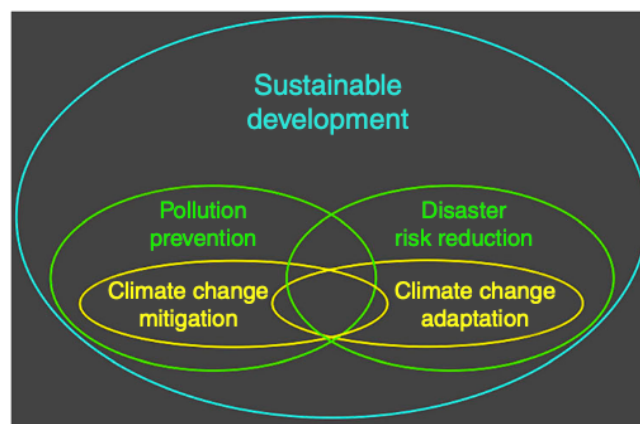 Sustainable
development
Pollution
prevention
Disaster
risk reduction
Climate change
mitigation
Climate change
adaptation